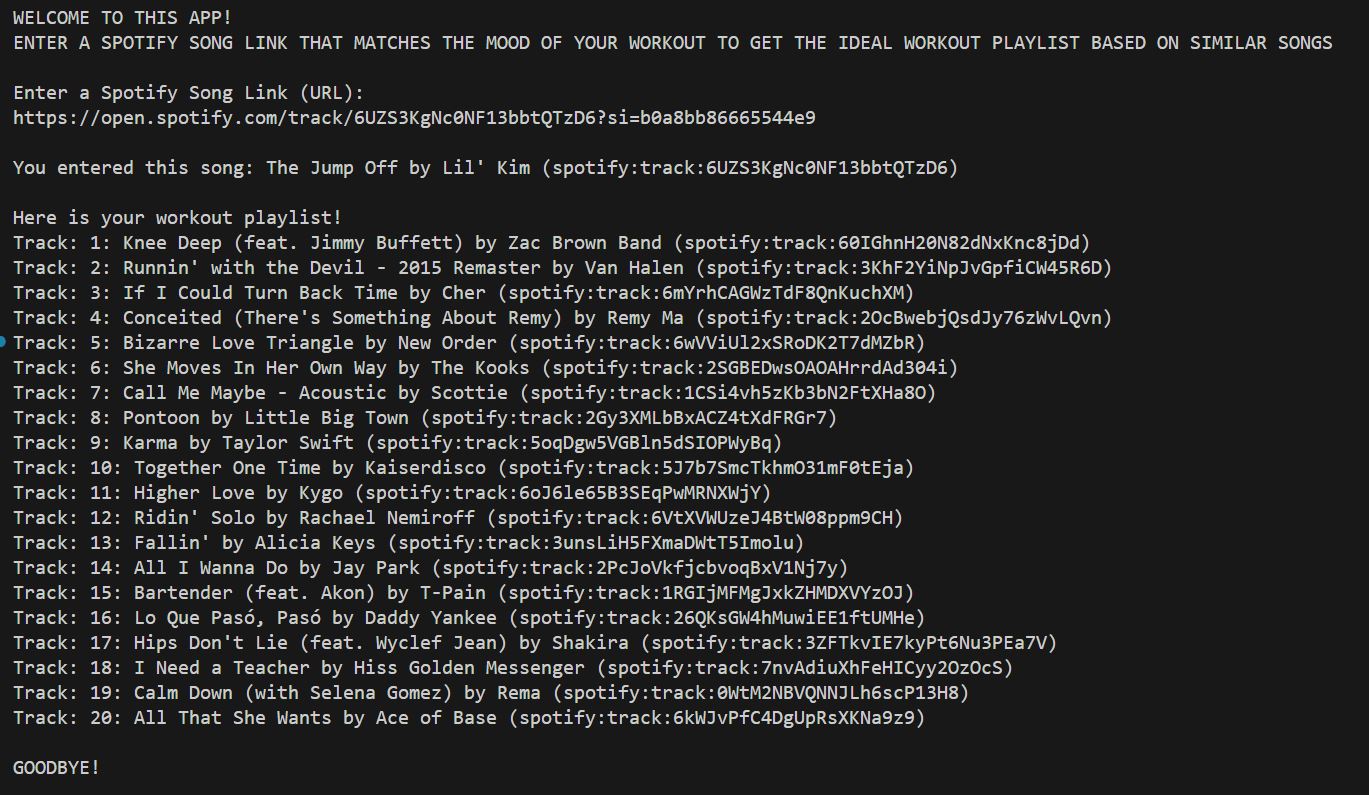 WELCOME TO THIS APP!
ENTER A SPOTIFY SONG LINK THAT MATCHES THE MOOD OF YOUR WORKOUT TO GET THE IDEAL WORKOUT PLAYLIST BASED ON SIMILAR SONGS
Enter a Spotify Song Link (URL):
https://open.spotify.com/track/6UZS3KgNc0NF13bbtQTzD6?si=b0a8bb86665544e9
You entered this song: The Jump Off by Lil' Kim (spotify:track:6UZS3KgNc0NF13bbtQTzD6)
Here is your workout playlist!
Track: 1: Knee Deep (feat. Jimmy Buffett) by Zac Brown Band (spotify:track:60IGhnH20N82dNxKnc8jDd)
Track: 2: Runnin' with the Devil - 2015 Remaster by Van Halen (spotify:track:3KhF2YiNpJvGpfiCW45R6D)
Track: 3: If I Could Turn Back Time by Cher (spotify:track:6mYrhCAGWzTdF8QnKuchXM)
Track: 4: Conceited (There's Something About Remy) by Remy Ma (spotify:track:2OcBwebjQsdJy76zWvLQvn)
Track: 5: Bizarre Love Triangle by New Order (spotify:track:6wVViUl2xSRoDK2T7dMZbR)
Track: 6: She Moves In Her Own Way by The Kooks (spotify:track:2SGBEDwsOAOAHrrdAd304i)
Track: 7: Call Me Maybe - Acoustic by Scottie (spotify:track:1CSi4vh5zKb3bN2FtXHa8O)
Track: 8: Pontoon by Little Big Town (spotify:track:2Gy3XMLbBxACZ4tXdFRGr7)
Track: 9: Karma by Taylor Swift (spotify:track:5oqDgw5VGBln5dSIOPWyBq)
Track: 10: Together One Time by Kaiserdisco (spotify:track:5J7b7SmcTkhmO31mF0tEja)
Track: 11: Higher Love by Kygo (spotify:track:6oJ6le65B3SEqPwMRNXWjY)
Track: 12: Ridin' Solo by Rachael Nemiroff (spotify:track:6VtXVWUzeJ4BtW08ppm9CH)
Track: 13: Fallin' by Alicia Keys (spotify:track:3unsLiH5FXmaDWtT5Imolu)
Track: 14: All I Wanna Do by Jay Park (spotify:track:2PcJoVkfjcbvoqBxV1Nj7y)
Track: 15: Bartender (feat. Akon) by T-Pain (spotify:track:1RGIjMFMgJxkZHMDXVYzOJ)
Track: 16: Lo Que Pasó, Pasó by Daddy Yankee (spotify:track:26QKsGW4hMuwiEE1ftUMHe)
Track: 17: Hips Don't Lie (feat. Wyclef Jean) by Shakira (spotify:track:3ZFTkvIE7kyPt6Nu3PEa7V)
Track: 18: I Need a Teacher by Hiss Golden Messenger (spotify:track:7nvAdiuXhFeHICyy2OzOcS)
Track: 19: Calm Down (with Selena Gomez) by Rema (spotify:track:0WtM2NBVQNNJLh6scP13H8)
Track: 20: All That She Wants by Ace of Base (spotify:track:6kWJvPfC4DgUpRsXKNa9z9)
GOODBYE!